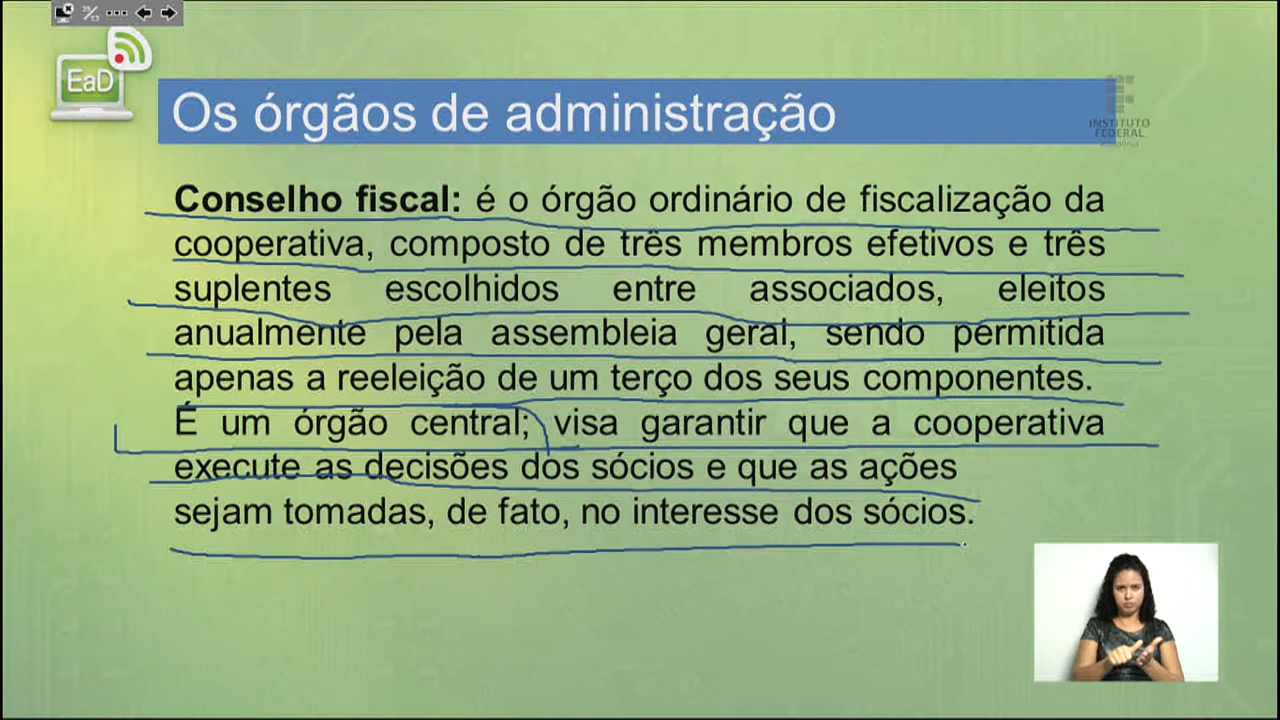 EaD
Os órgãos de administração
INSTITUTO
FEDERAL
Conselho fiscal: é o órgão ordinário de fiscalização da
cooperativa, composto de três membros efetivos e três
suplentes escolhidos entre associados, eleitos
anualmente pela assembleia geral, sendo permitida
apenas a reeleição de um terço dos seus componentes.
É um órgão central; visa garantir que a cooperativa
execute as decisões dos sócios e que as ações
sejam tomadas, de fato, no interesse dos sócios.